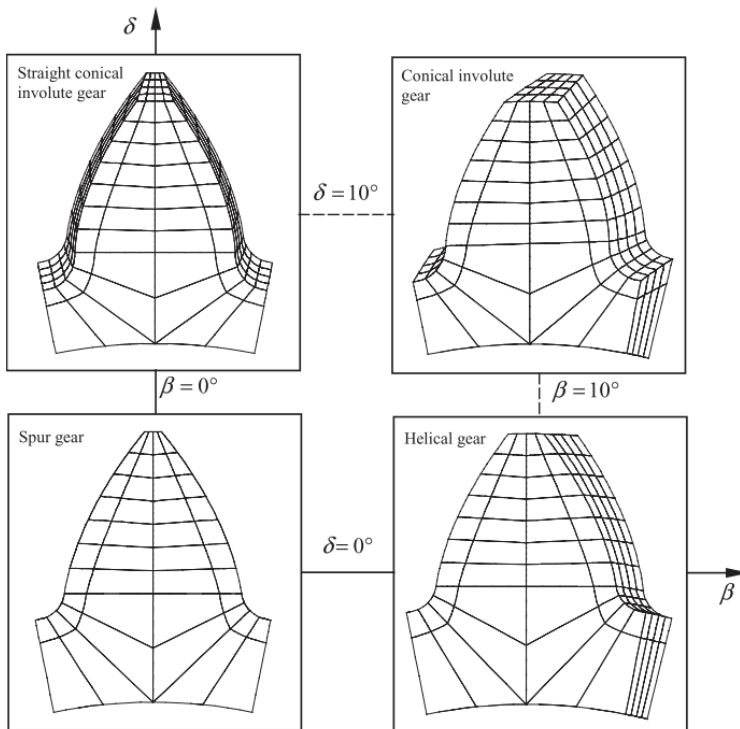 δ
Straight conical
involute gear
Conical involute
gear
δ = 10°
β = 0°
β = 10°
Spur gear
Helical gear
δ = 0°
β